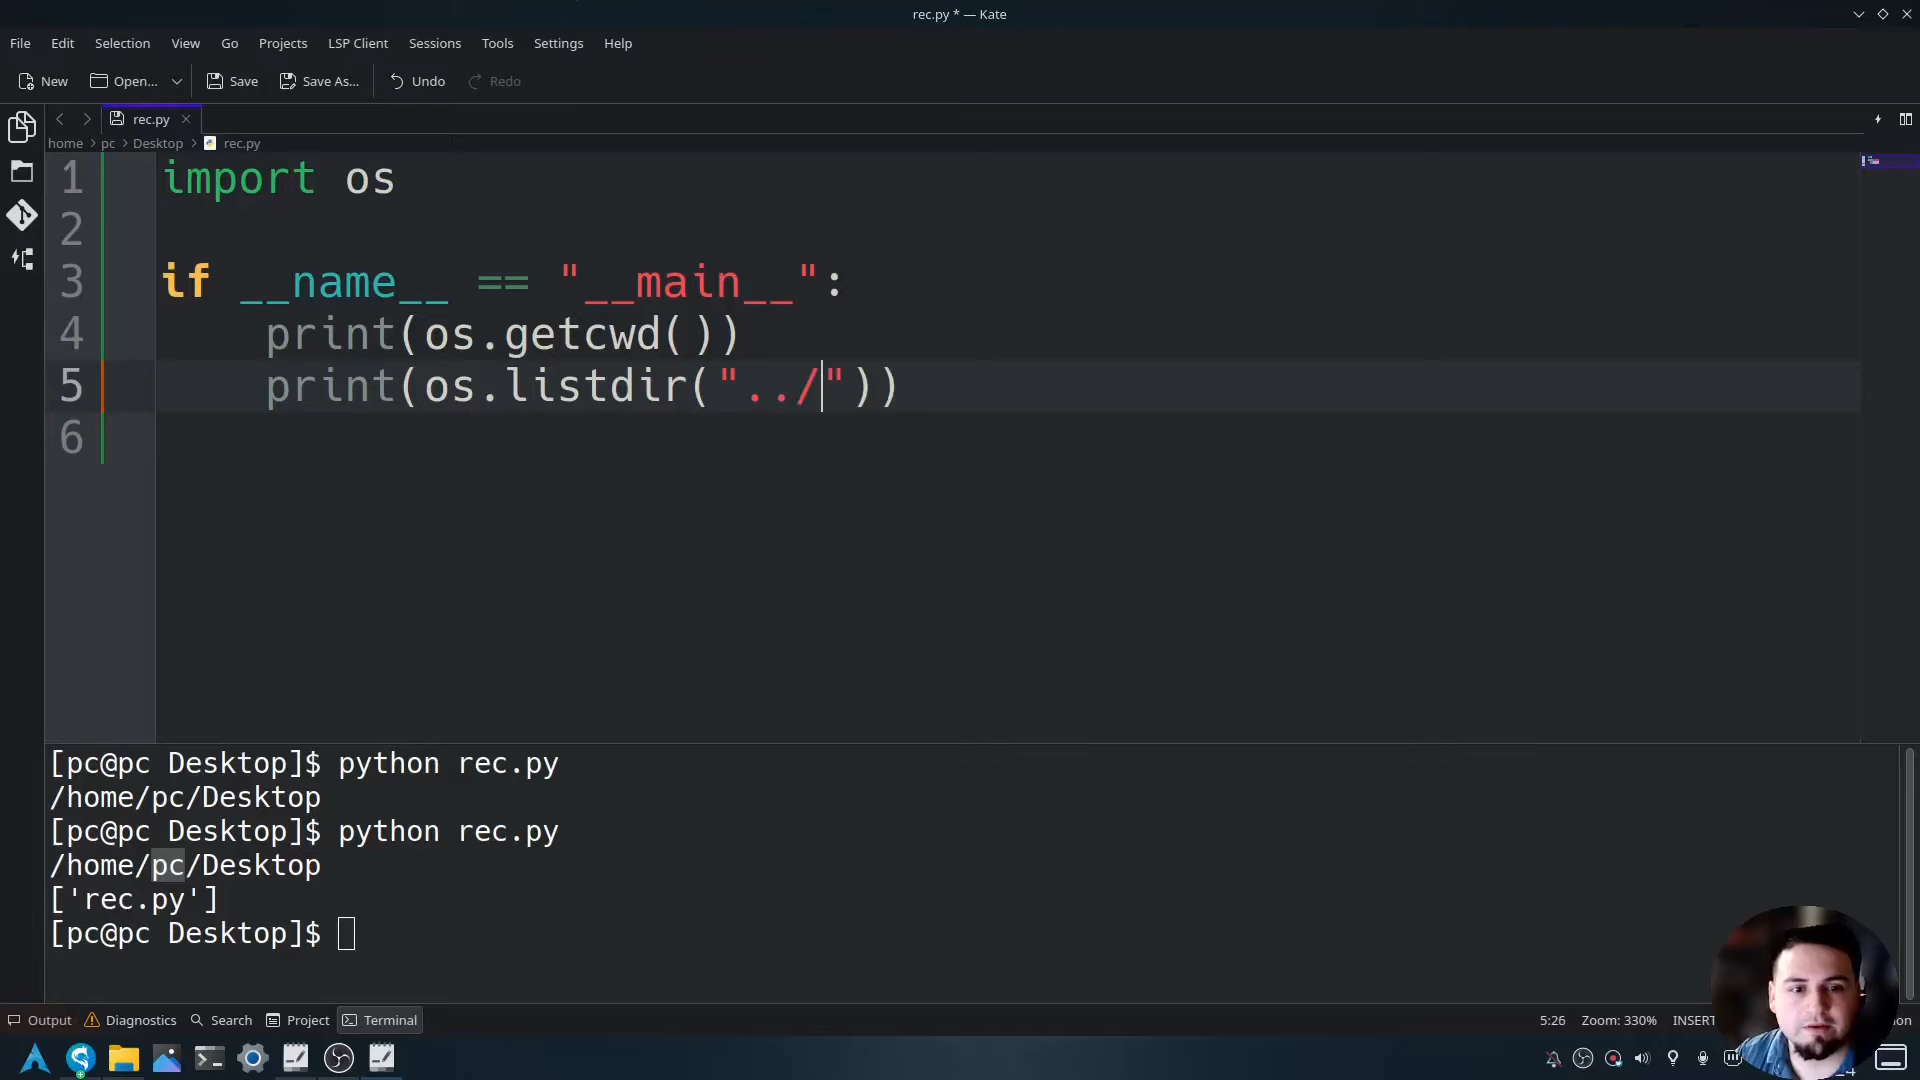 rec.py * — Kate
File Edit Selection View Go Projects LSP Client Sessions Tools Settings Help
New Open... Save Save As... Undo Redo
rec.py
home > pc > Desktop > rec.py
1 import os
2
3 if __name__ == "__main__":
4 print(os.getcwd())
5 print(os.listdir("../"))
6
[pc@pc Desktop]$ python rec.py
/home/pc/Desktop
[pc@pc Desktop]$ python rec.py
/home/pc/Desktop
['rec.py']
[pc@pc Desktop]$
Output Diagnostics Search Project Terminal 5:26 Zoom: 330% INSERT